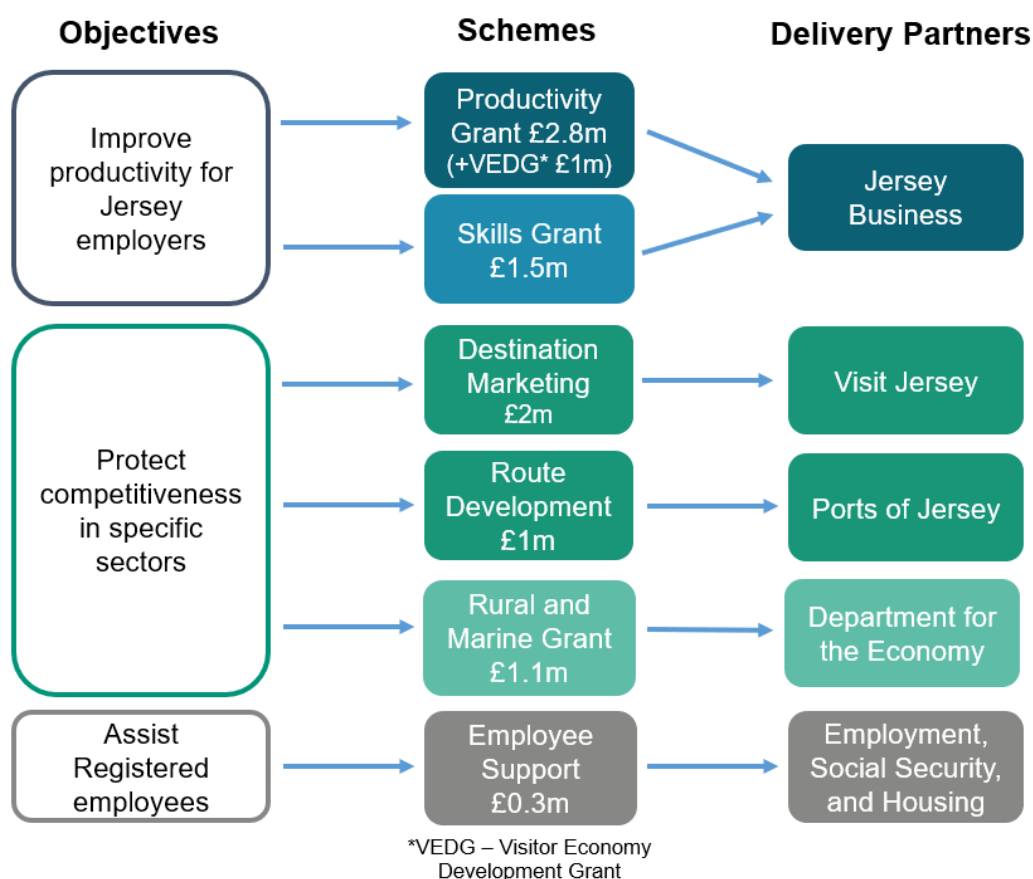 Objectives
Schemes
Delivery Partners
Improve
productivity for
Jersey
employers
Productivity
Grant £2.8m
(+VEDG* £1m)
Skills Grant
£1.5m
Jersey
Business
Protect
competitiveness
in specific
sectors
Destination
Marketing
£2m
Visit Jersey
Route
Development
£1m
Ports of Jersey
Rural and
Marine Grant
£1.1m
Department for
the Economy
Assist
Registered
employees
Employee
Support
£0.3m
Employment,
Social Security,
and Housing
*VEDG – Visitor Economy
Development Grant